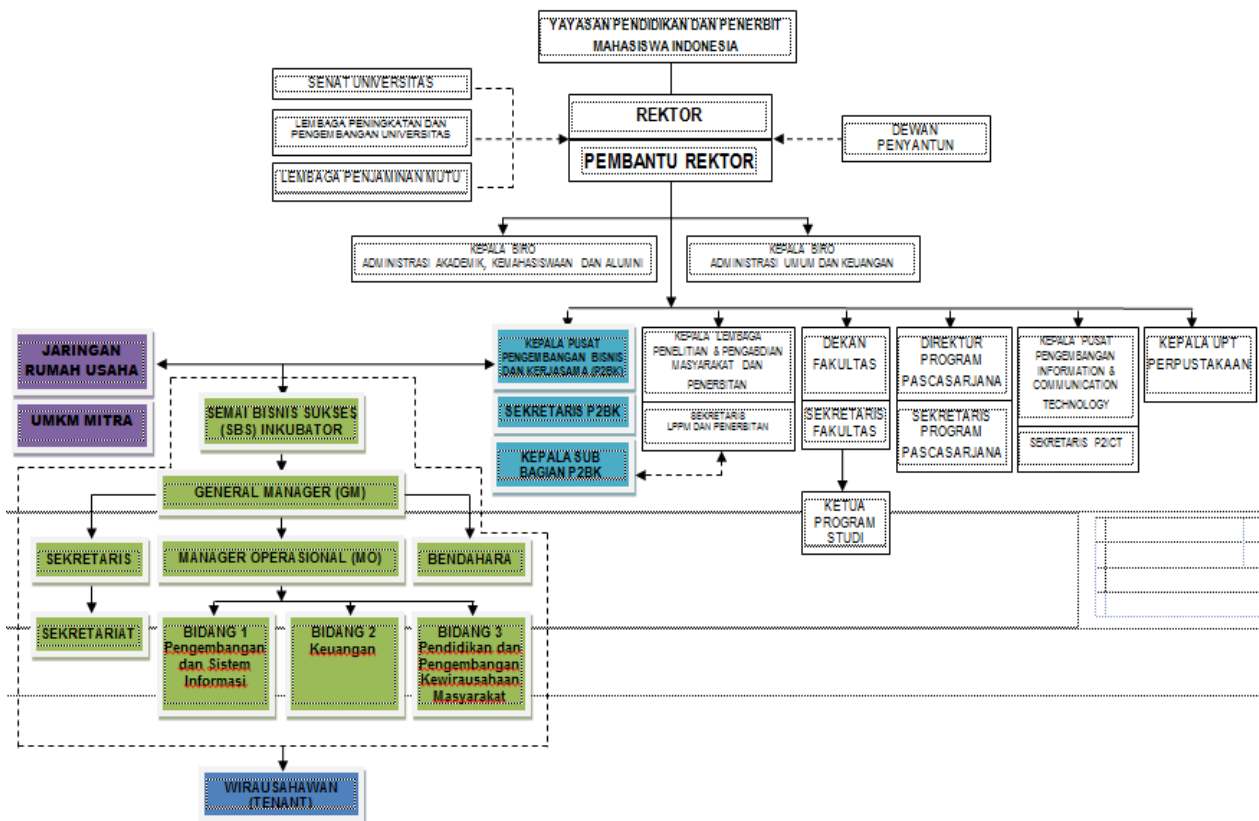 YAYASAN PENDIDIKAN DAN PENERBIT
MAHASISWA INDONESIA
SENAT UNIVERSITAS
LEMBAGA PENINGKATAN DAN
PENGEMBANGAN UNIVERSITAS
LEMBAGA PENJAMINAN MUTU
REKTOR
PEMBANTU REKTOR
DEWAN
PENYANTUN
KEPALA BIRO
ADMINISTRASI AKADEMIK, KEMAHASISWAAN DAN ALUMNI
KEPALA BIRO
ADMINISTRASI UMUM DAN KEUANGAN
JARINGAN
RUMAH USAHA
UMKM MITRA
KEPALA PUSAT
PENGEMBANGAN BISNIS
DAN KERJASAMA (P2BK)
SEKRETARIS P2BK
KEPALA SUB
BAGIAN P2BK
KEPALA LEMBAGA
PENELITIAN & PENGABDIAN
MASYARAKAT DAN
PENERBITAN
SEKRETARIS
LPPM DAN PENERBITAN
DEKAN
FAKULTAS
SEKRETARIS
FAKULTAS
KETUA
PROGRAM
STUDI
DIREKTUR
PROGRAM
PASCASARJANA
SEKRETARIS
PROGRAM
PASCASARJANA
KEPALA PUSAT
PENGEMBANGAN
INFORMATION &
COMMUNICATION
TECHNOLOGY
SEKRETARIS P2ICT
KEPALA UPT
PERPUSTAKAAN
SEMAI BISNIS SUKSES
(SBS) INKUBATOR
GENERAL MANAGER (GM)
SEKRETARIS
MANAGER OPERASIONAL (MO)
BENDAHARA
SEKRETARIAT
BIDANG 1
Pengembangan
dan Sistem
Informasi
BIDANG 2
Keuangan
BIDANG 3
Pendidikan dan
Pengembangan
Kewirausahaan
Masyarakat
WIRAUSAHAWAN
(TENANT)